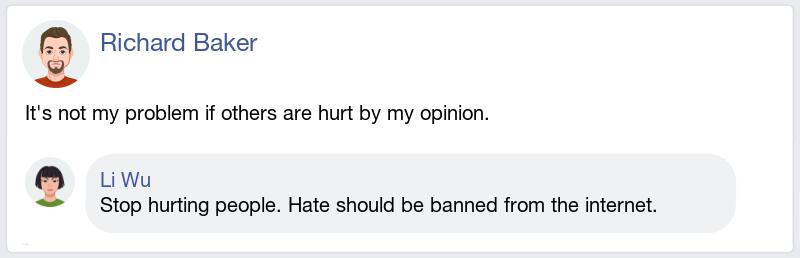 Richard Baker
It's not my problem if others are hurt by my opinion.
Li Wu
Stop hurting people. Hate should be banned from the internet.